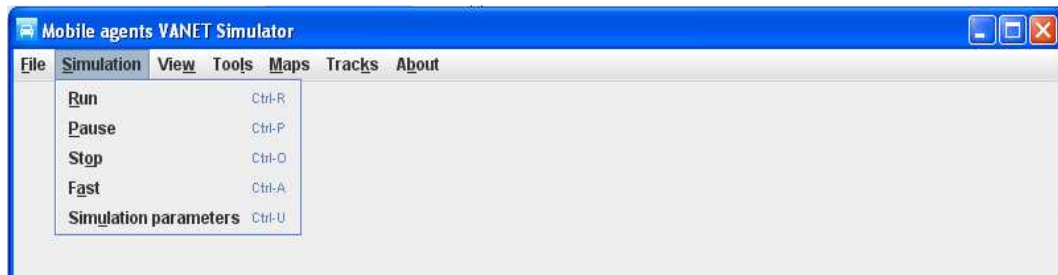 Mobile agents VANET Simulator
File Simulation View Tools Maps Tracks About
Run Ctrl-R
Pause Ctrl-P
Stop Ctrl-O
Fast Ctrl-A
Simulation parameters Ctrl-U